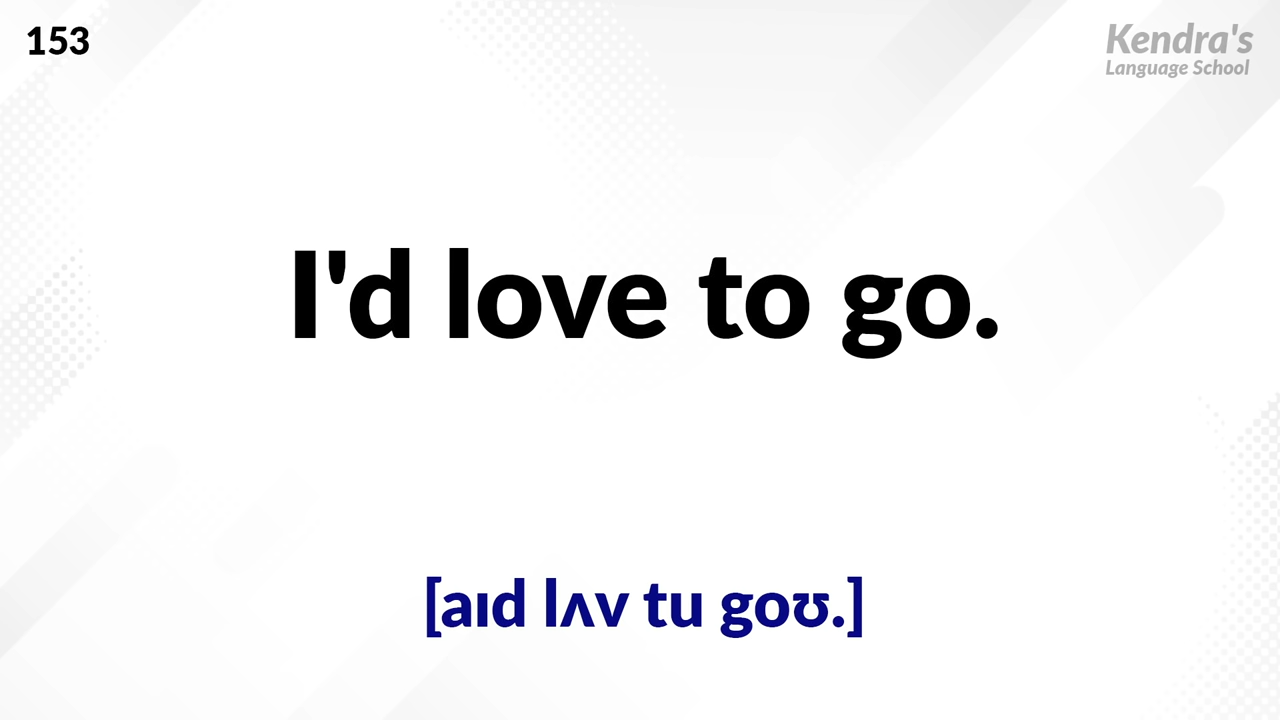 153
Kendra's
Language School
I'd love to go.
[aɪd lʌv tu goʊ.]